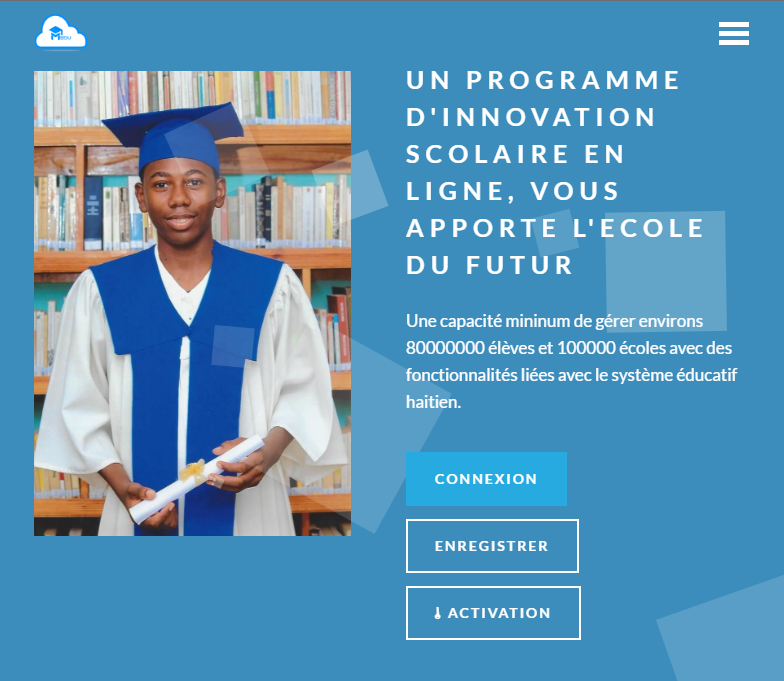 UN PROGRAMME
D'INNOVATION
SCOLAIRE EN
LIGNE, VOUS
APPORTE L'ECOLE
DU FUTUR
Une capacité mininum de gérer environs
80000000 élèves et 100000 écoles avec des
fonctionnalités liées avec le système éducatif
haitien.
CONNEXION
ENREGISTRER
ACTIVATION